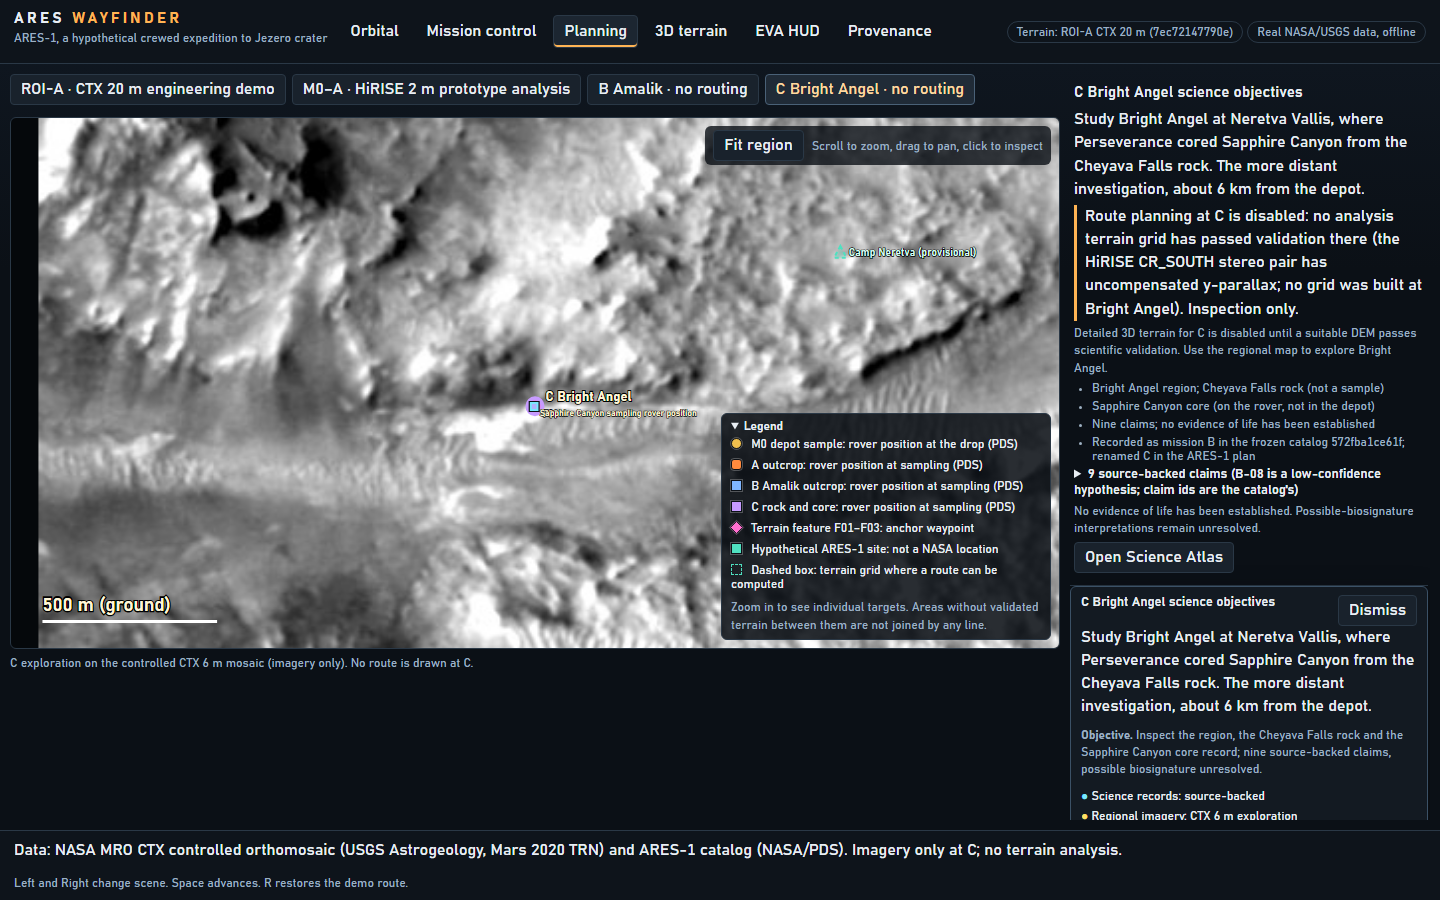 ARES WAYFINDER
ARES-1, a hypothetical crewed expedition to Jezero crater
Orbital
Mission control
Planning
3D terrain
EVA HUD
Provenance
Terrain: ROI-A CTX 20 m (7ec72147790e)
Real NASA/USGS data, offline
ROI-A · CTX 20 m engineering demo
M0–A · HiRISE 2 m prototype analysis
B Amalik · no routing
C Bright Angel · no routing
Fit region
Scroll to zoom, drag to pan, click to inspect
Camp Neretva (provisional)
C Bright Angel
Sapphire Canyon sampling rover position
500 m (ground)
▼ Legend
M0 depot sample: rover position at the drop (PDS)
A outcrop: rover position at sampling (PDS)
B Amalik outcrop: rover position at sampling (PDS)
C rock and core: rover position at sampling (PDS)
Terrain feature F01–F03: anchor waypoint
Hypothetical ARES-1 site: not a NASA location
Dashed box: terrain grid where a route can be
computed
Zoom in to see individual targets. Areas without validated
terrain between them are not joined by any line.
C exploration on the controlled CTX 6 m mosaic (imagery only). No route is drawn at C.
C Bright Angel science objectives
Study Bright Angel at Neretva Vallis, where
Perseverance cored Sapphire Canyon from the
Cheyava Falls rock. The more distant
investigation, about 6 km from the depot.
Route planning at C is disabled: no analysis
terrain grid has passed validation there (the
HiRISE CR_SOUTH stereo pair has
uncompensated y-parallax; no grid was built at
Bright Angel). Inspection only.
Detailed 3D terrain for C is disabled until a suitable DEM passes
scientific validation. Use the regional map to explore Bright
Angel.
• Bright Angel region; Cheyava Falls rock (not a sample)
• Sapphire Canyon core (on the rover, not in the depot)
• Nine claims; no evidence of life has been established
• Recorded as mission B in the frozen catalog 572fba1ce61f;
renamed C in the ARES-1 plan
▶ 9 source-backed claims (B-08 is a low-confidence
hypothesis; claim ids are the catalog's)
No evidence of life has been established. Possible-biosignature
interpretations remain unresolved.
Open Science Atlas
C Bright Angel science objectives
Dismiss
Study Bright Angel at Neretva Vallis, where
Perseverance cored Sapphire Canyon from the
Cheyava Falls rock. The more distant
investigation, about 6 km from the depot.
Objective. Inspect the region, the Cheyava Falls rock and the
Sapphire Canyon core record; nine source-backed claims,
possible biosignature unresolved.
● Science records: source-backed
● Regional imagery: CTX 6 m exploration
Data: NASA MRO CTX controlled orthomosaic (USGS Astrogeology, Mars 2020 TRN) and ARES-1 catalog (NASA/PDS). Imagery only at C; no terrain analysis.
Left and Right change scene. Space advances. R restores the demo route.